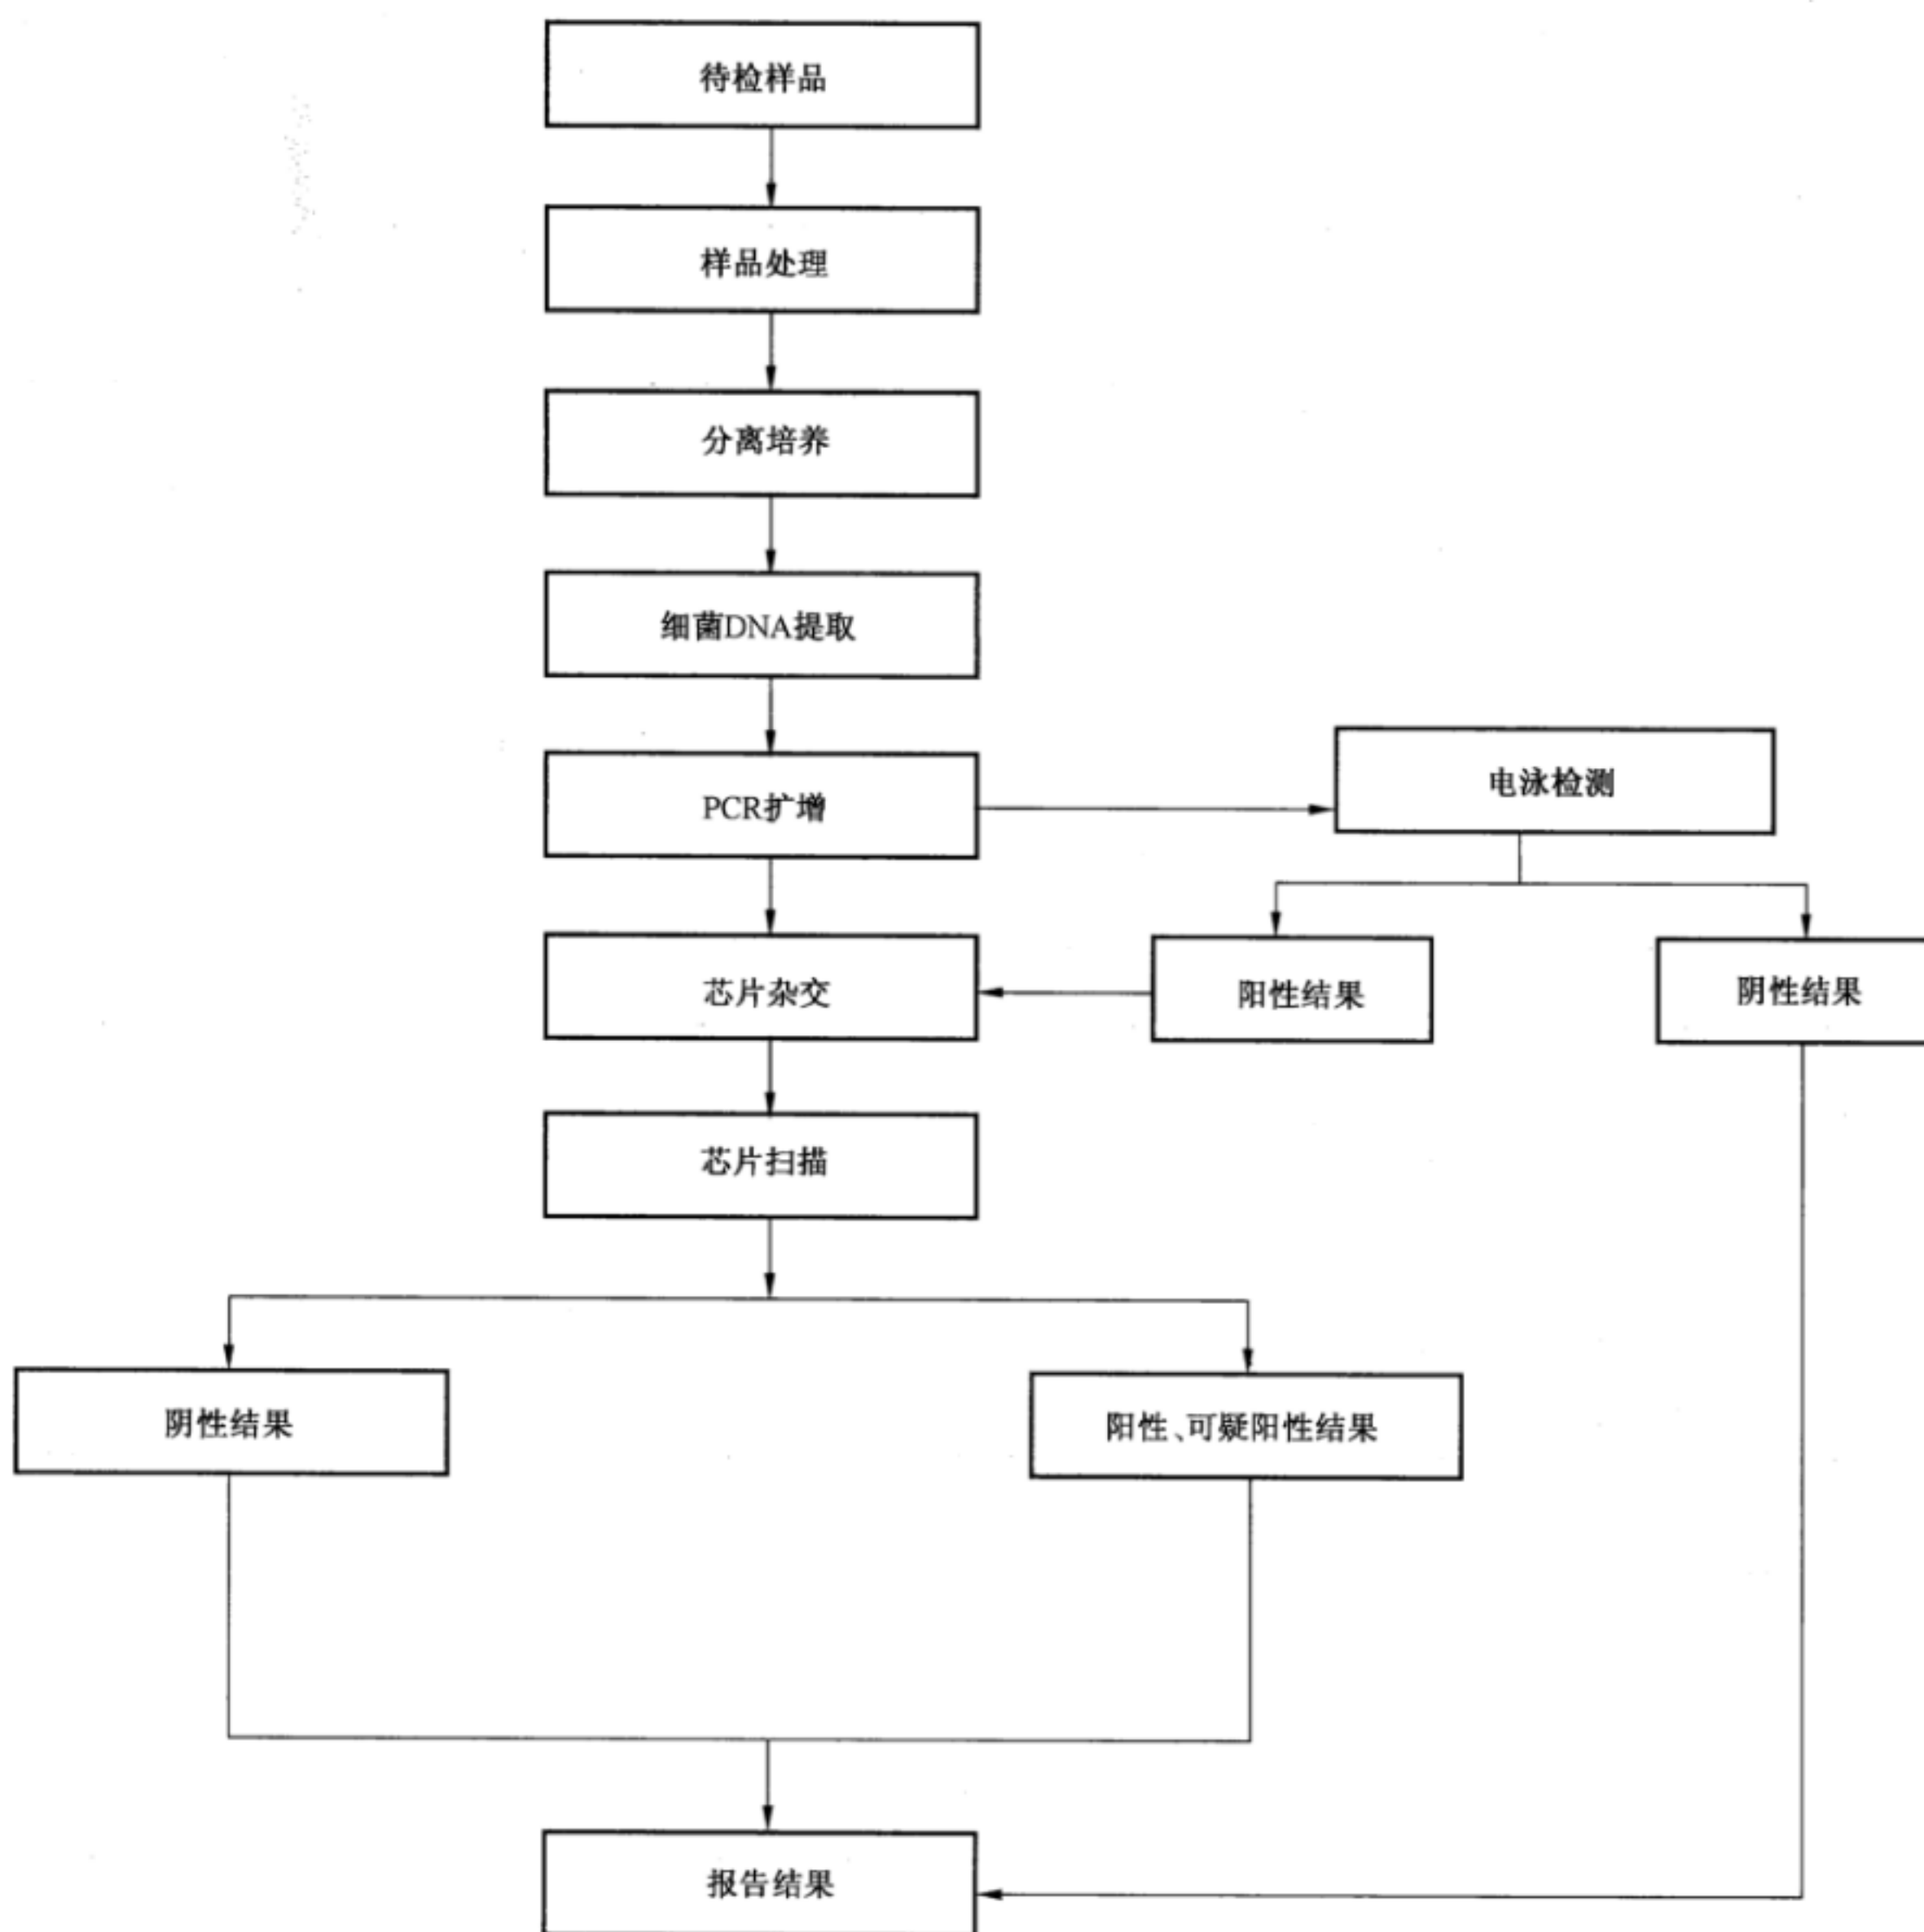 待检样品
样品处理
分离培养
细菌DNA提取
PCR扩增
电泳检测
芯片杂交
阳性结果
阴性结果
芯片扫描
阴性结果
阳性、可疑阳性结果
报告结果